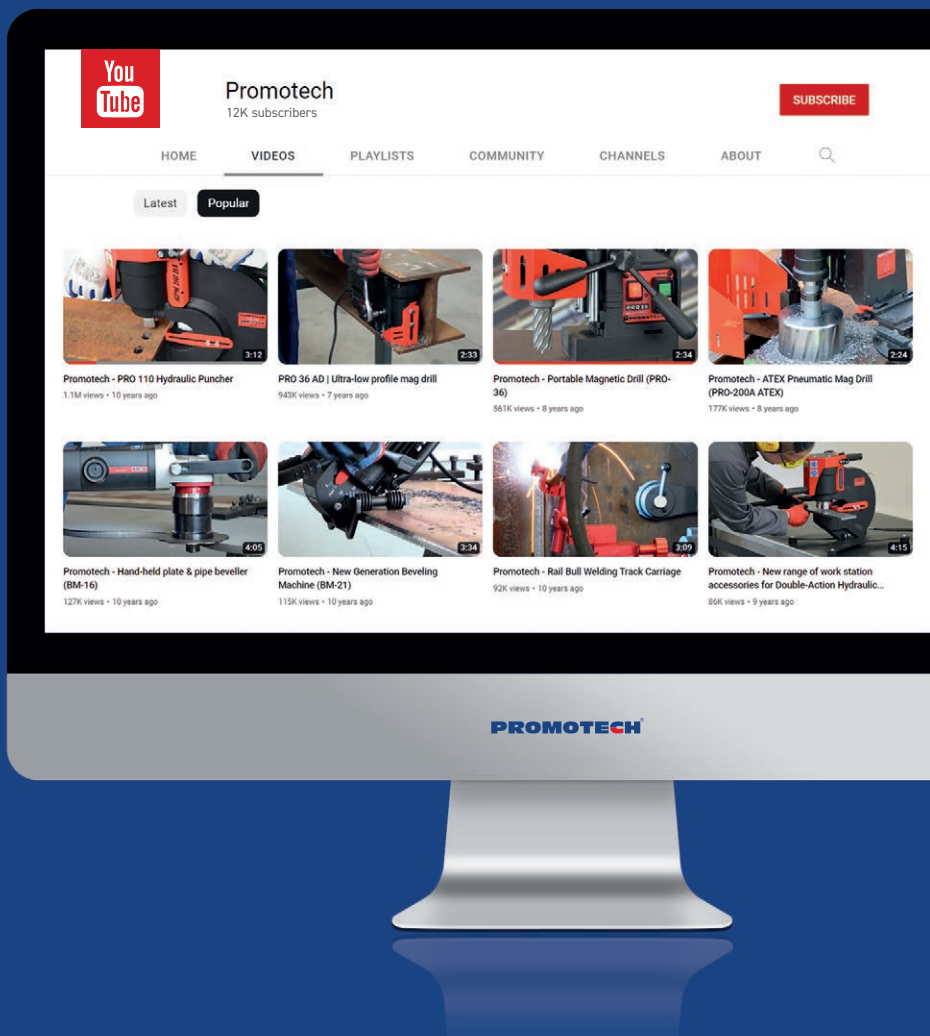 You
Tube
Promotech
12K subscribers
SUBSCRIBE
HOME VIDEOS PLAYLISTS COMMUNITY CHANNELS ABOUT
Latest Popular
3:12 2:33 2:34 2:24
Promotech - PRO 110 Hydraulic Puncher
1.1M views • 10 years ago
PRO 36 AD | Ultra-low profile mag drill
943K views • 7 years ago
Promotech - Portable Magnetic Drill (PRO-
36)
561K views • 8 years ago
Promotech - ATEX Pneumatic Mag Drill
(PRO-200A ATEX)
177K views • 8 years ago
4:05 3:34 3:09 4:15
Promotech - Hand-held plate & pipe beveller
(BM-16)
127K views • 10 years ago
Promotech - New Generation Beveling
Machine (BM-21)
115K views • 10 years ago
Promotech - Rail Bull Welding Track Carriage
92K views • 10 years ago
Promotech - New range of work station
accessories for Double-Action Hydraulic...
86K views • 9 years ago
PROMOTECH